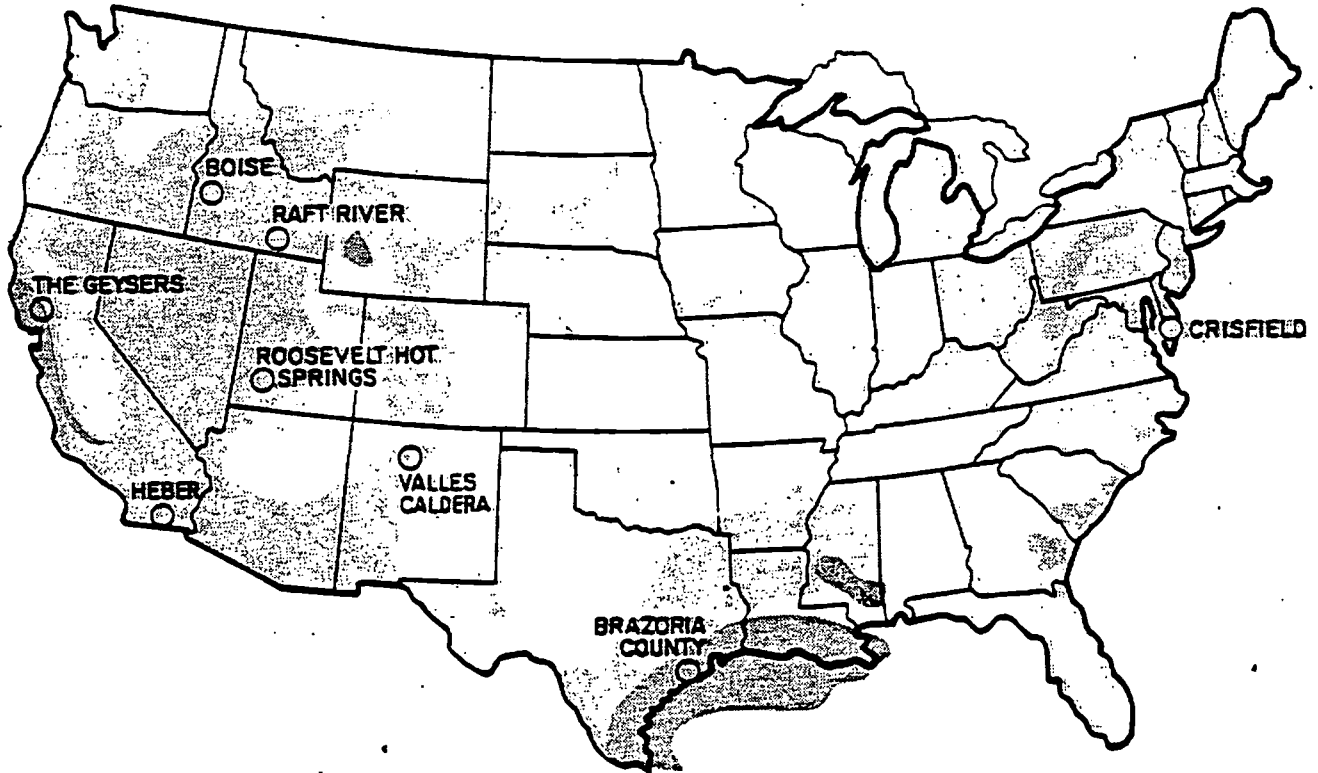 BOISE
RAFT RIVER
THE GEYSERS
CRISFIELD
ROOSEVELT HOT
SPRINGS
VALLES
CALDERA
HEBER
BRAZORIA
COUNTY